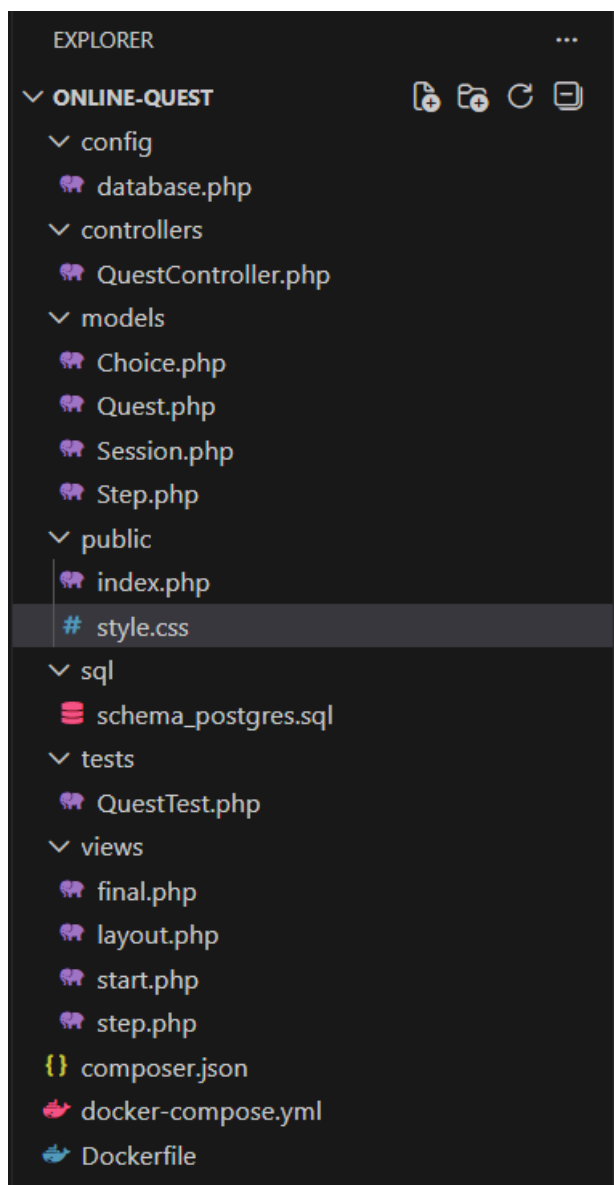 EXPLORER
ONLINE-QUEST
config
database.php
controllers
QuestController.php
models
Choice.php
Quest.php
Session.php
Step.php
public
index.php
# style.css
sql
schema_postgres.sql
tests
QuestTest.php
views
final.php
layout.php
start.php
step.php
{} composer.json
docker-compose.yml
Dockerfile